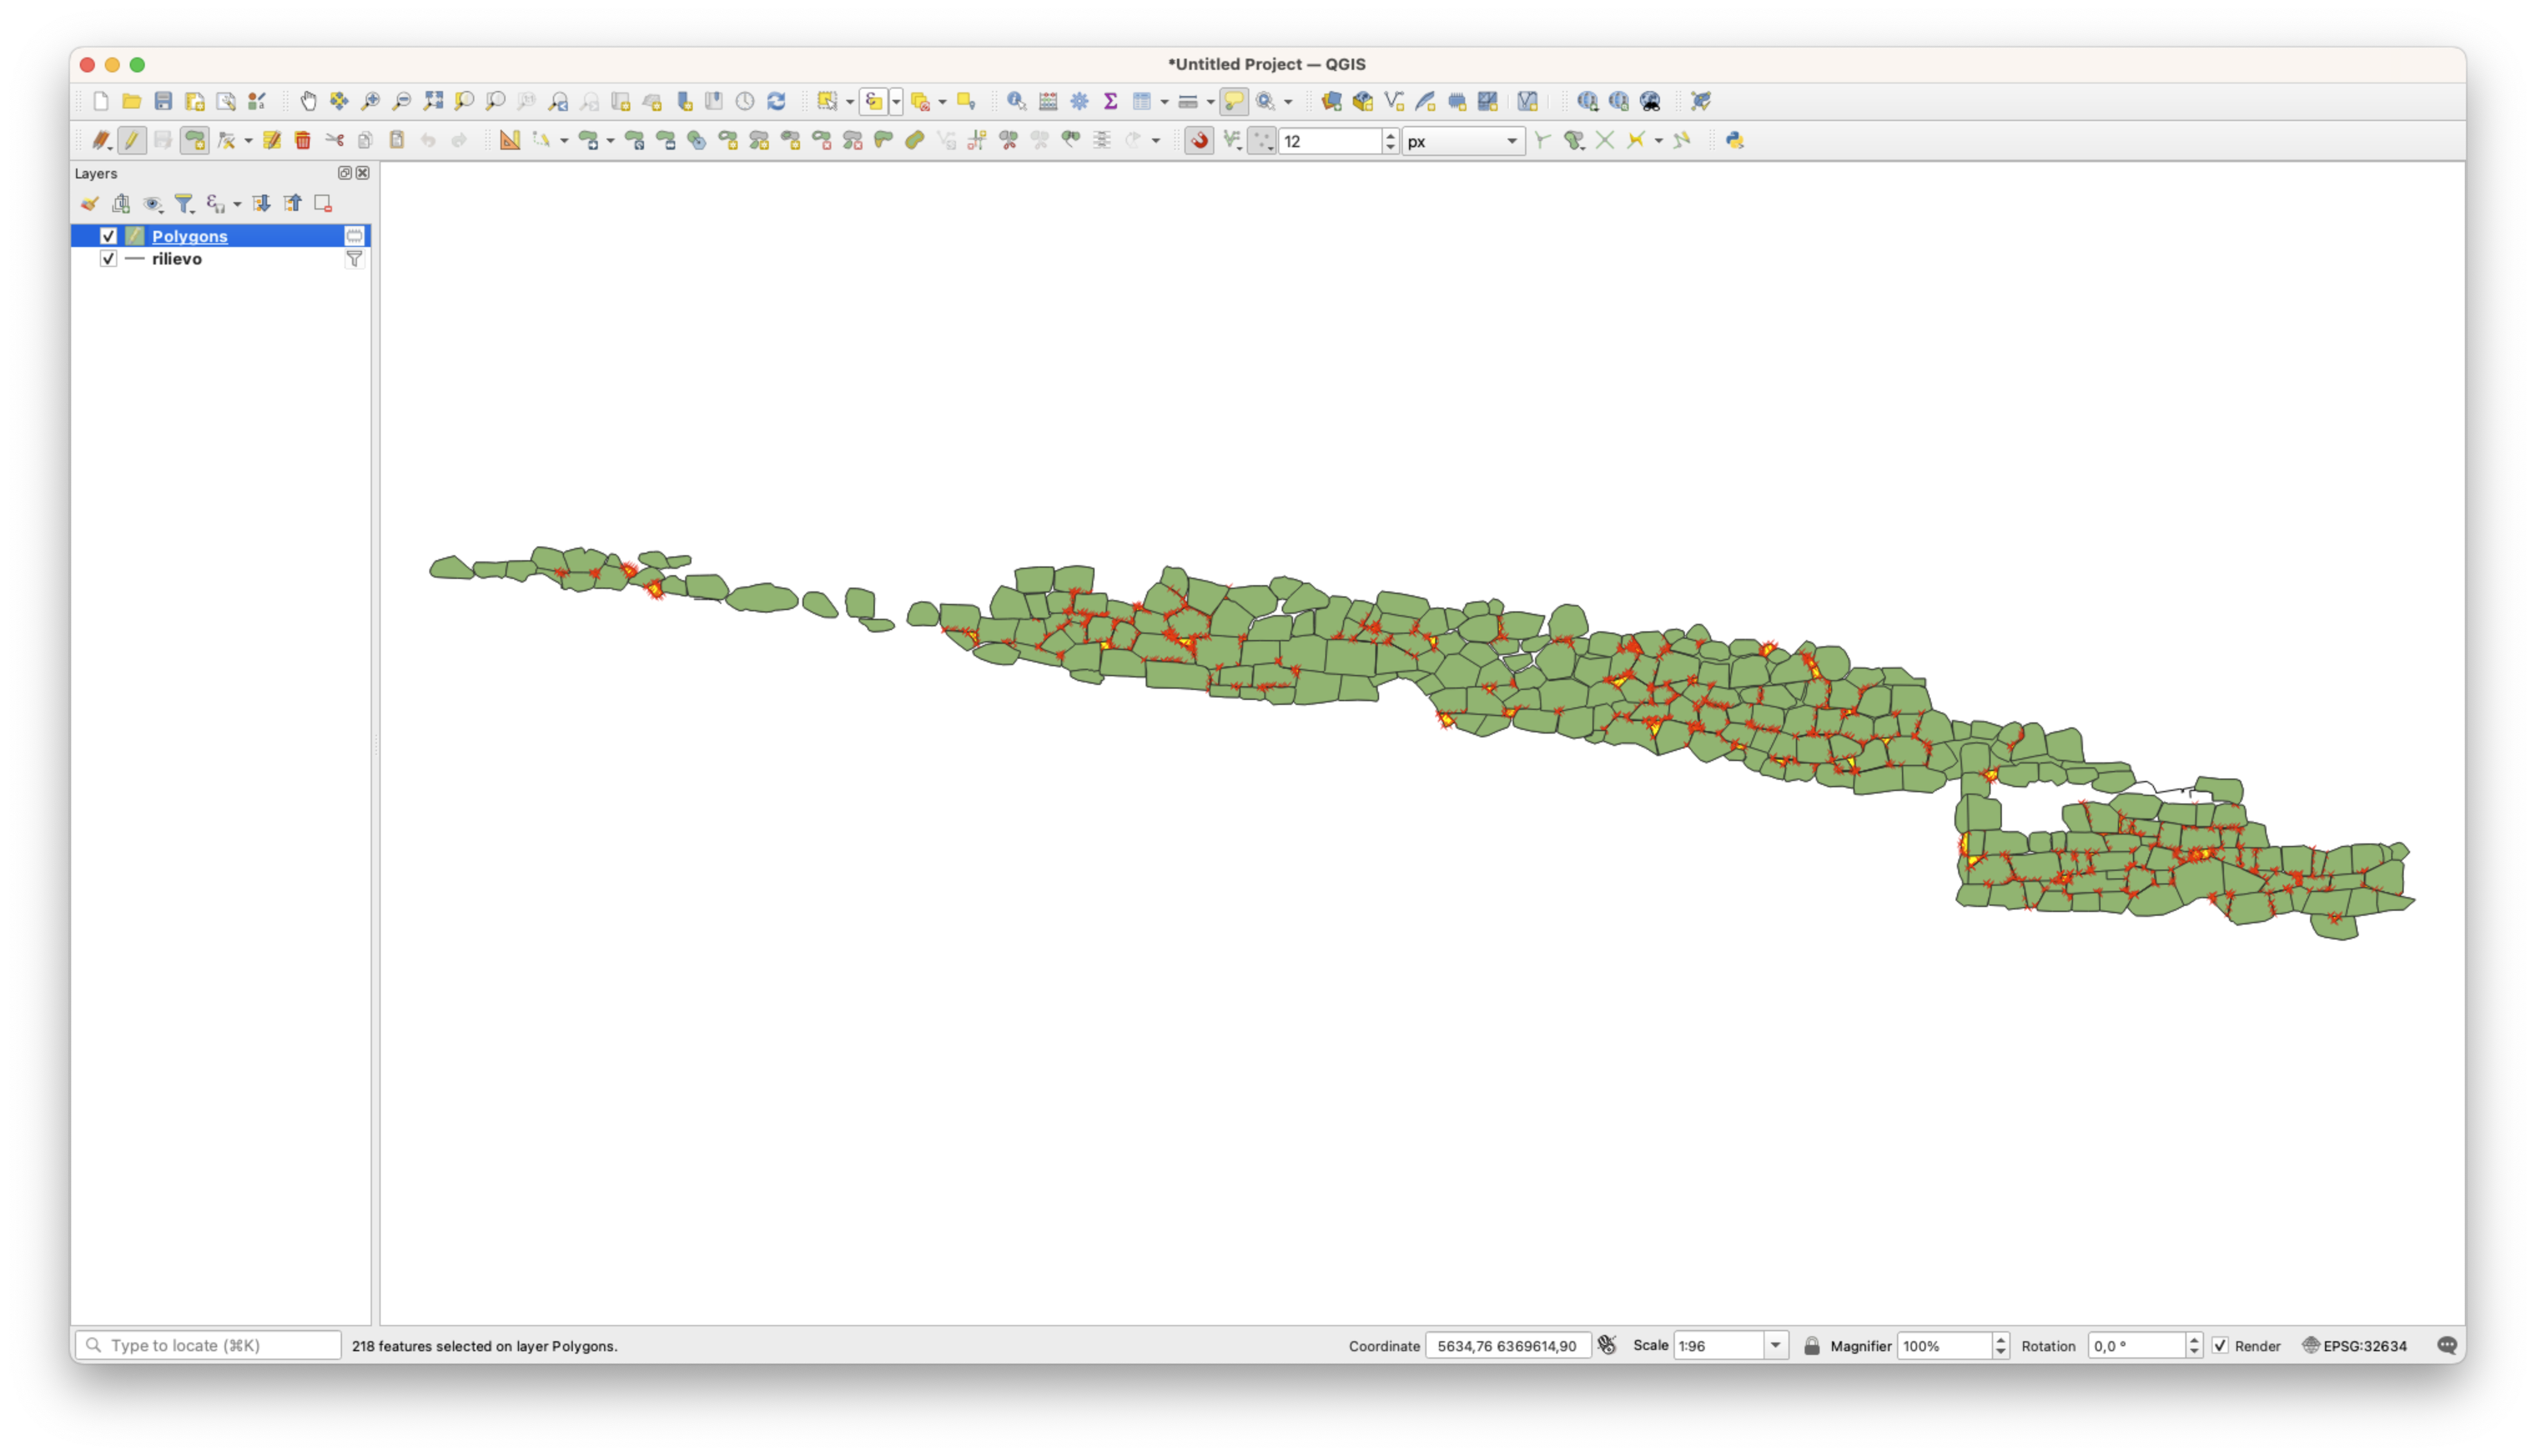 *Untitled Project — QGIS
12
px
Layers
Polygons
rilievo
Type to locate (⌘K)
218 features selected on layer Polygons.
Coordinate
5634,76 6369614,90
Scale
1:96
Magnifier
100%
Rotation
0,0 °
Render
EPSG:32634